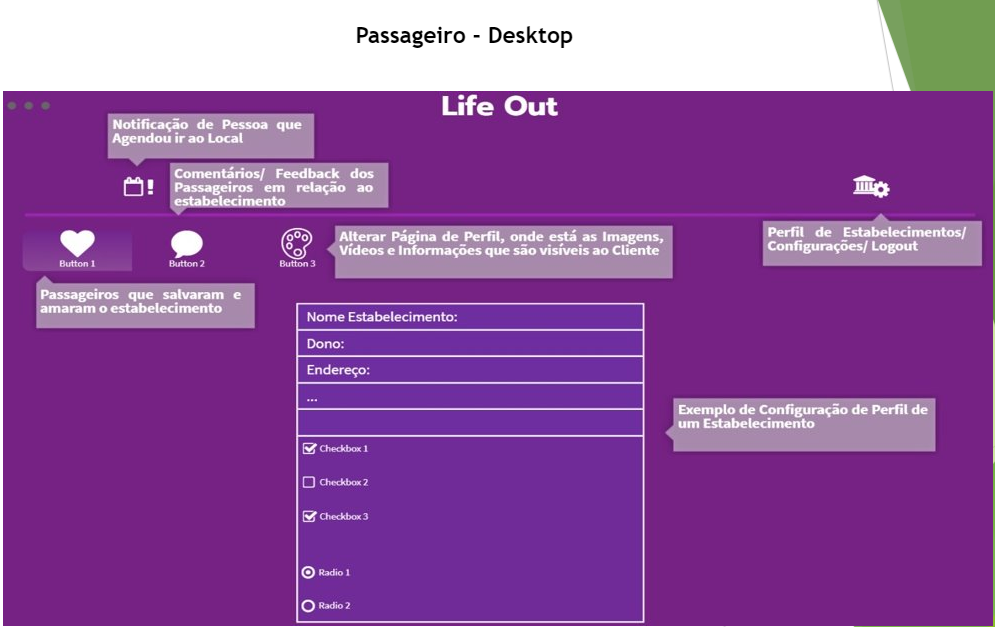 Passageiro - Desktop
Life Out
Notificação de Pessoa que
Agendou ir ao Local
Comentários/ Feedback dos
Passageiros em relação ao
estabelecimento
Perfil de Estabelecimentos/
Configurações/ Logout
Button 1
Button 2
Button 3
Alterar Página de Perfil, onde está as Imagens,
Vídeos e Informações que são visíveis ao Cliente
Passageiros que salvaram e
amaram o estabelecimento
Nome Estabelecimento:
Dono:
Endereço:
...
Exemplo de Configuração de Perfil de
um Estabelecimento
Checkbox 1
Checkbox 2
Checkbox 3
Radio 1
Radio 2